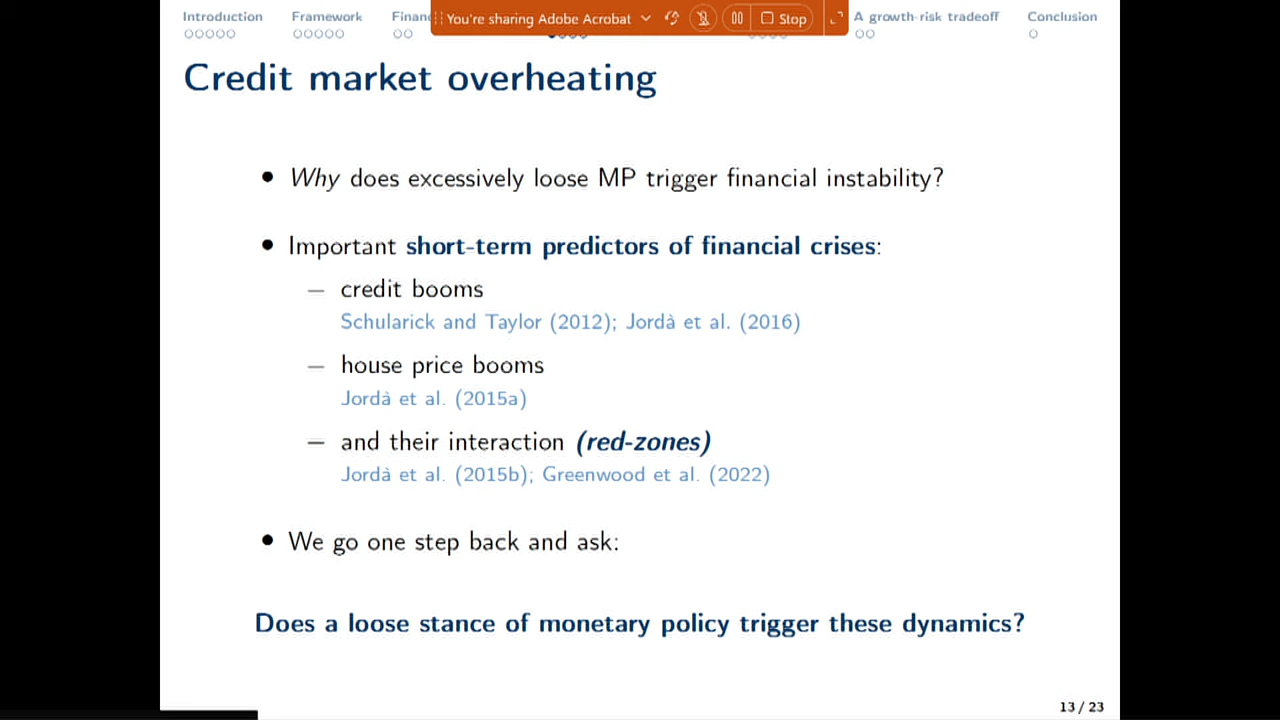 Introduction Framework Finan You're sharing Adobe Acrobat Stop A growth-risk tradeoff Conclusion
Credit market overheating
• Why does excessively loose MP trigger financial instability?
• Important short-term predictors of financial crises:
– credit booms
Schularick and Taylor (2012); Jordà et al. (2016)
– house price booms
Jordà et al. (2015a)
– and their interaction (red-zones)
Jordà et al. (2015b); Greenwood et al. (2022)
• We go one step back and ask:
Does a loose stance of monetary policy trigger these dynamics?
13 / 23